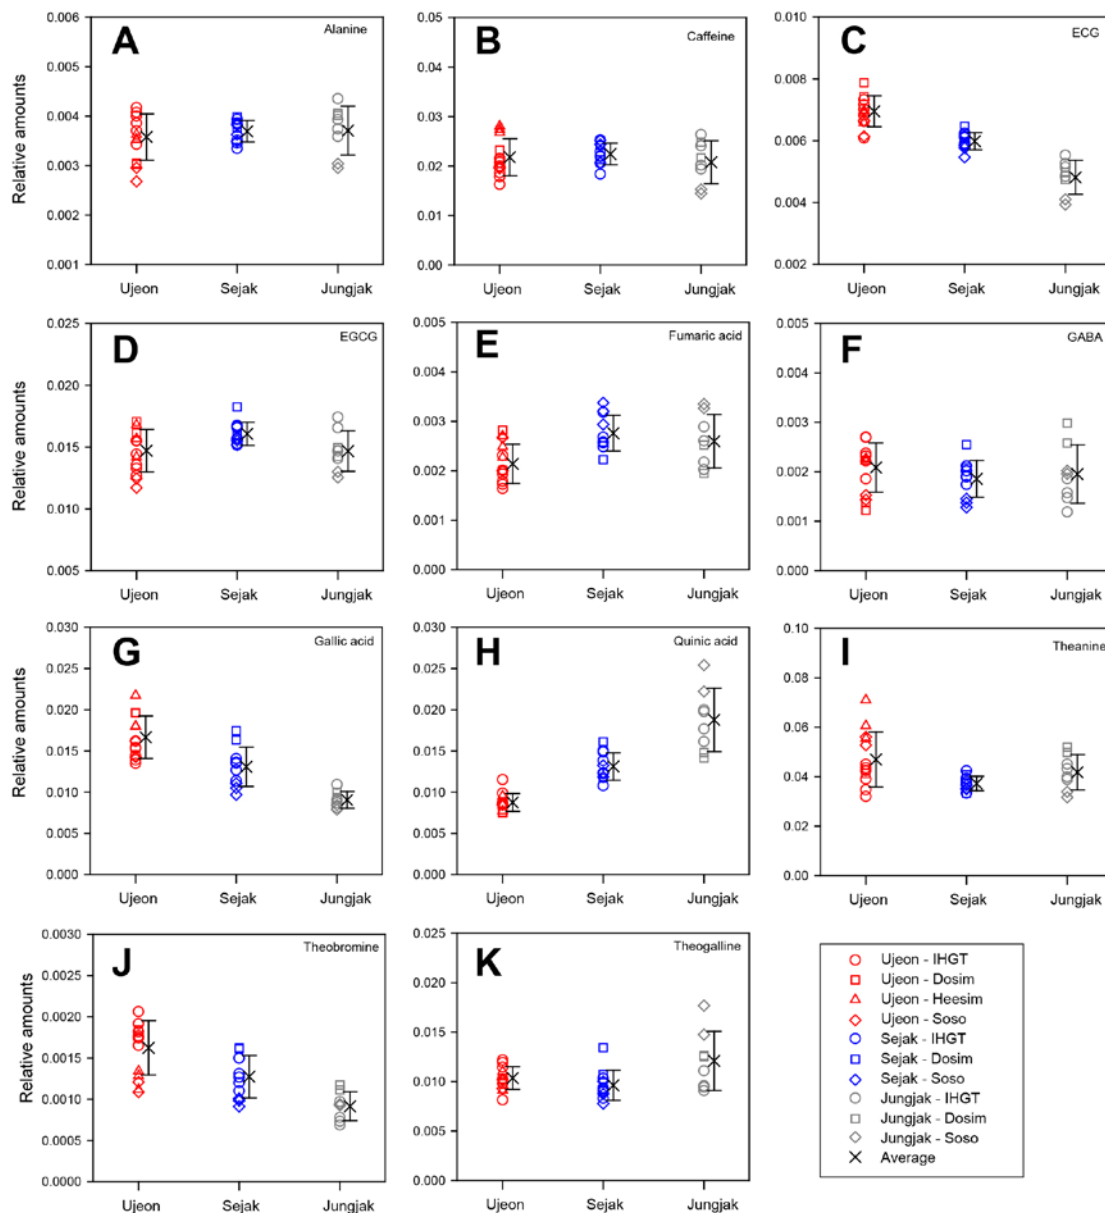 A
Alanine
Relative amounts
0.006
0.005
0.004
0.003
0.002
0.001
Ujeon Sejak Jungjak
B
Caffeine
0.05
0.04
0.03
0.02
0.01
0.00
Ujeon Sejak Jungjak
C
ECG
0.010
0.008
0.006
0.004
0.002
Ujeon Sejak Jungjak
D
EGCG
Relative amounts
0.025
0.020
0.015
0.010
0.005
Ujeon Sejak Jungjak
E
Fumaric acid
0.005
0.004
0.003
0.002
0.001
0.000
Ujeon Sejak Jungjak
F
GABA
0.005
0.004
0.003
0.002
0.001
0.000
Ujeon Sejak Jungjak
G
Gallic acid
Relative amounts
0.030
0.025
0.020
0.015
0.010
0.005
0.000
Ujeon Sejak Jungjak
H
Quinic acid
0.030
0.025
0.020
0.015
0.010
0.005
0.000
Ujeon Sejak Jungjak
I
Theanine
0.10
0.08
0.06
0.04
0.02
0.00
Ujeon Sejak Jungjak
J
Theobromine
Relative amounts
0.0030
0.0025
0.0020
0.0015
0.0010
0.0005
0.0000
Ujeon Sejak Jungjak
K
Theogalline
0.025
0.020
0.015
0.010
0.005
0.000
Ujeon Sejak Jungjak
Ujeon - IHGT
Ujeon - Dosim
Ujeon - Heesim
Ujeon - Soso
Sejak - IHGT
Sejak - Dosim
Sejak - Soso
Jungjak - IHGT
Jungjak - Dosim
Jungjak - Soso
Average